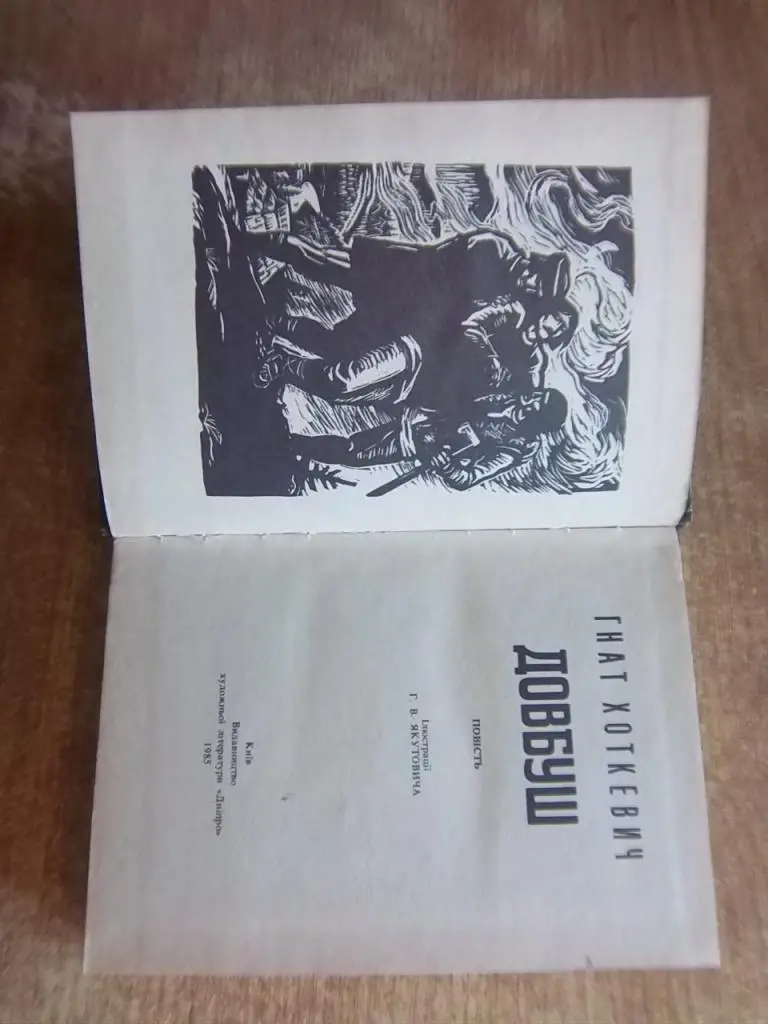 ГНАТ ХОТКЕВИЧ
ДОВБУШ
ПОВІСТЬ
Ілюстрації
Г. В. ЯКУТОВИЧА
Київ
Видавництво
художньої літератури «Дніпро»
1985